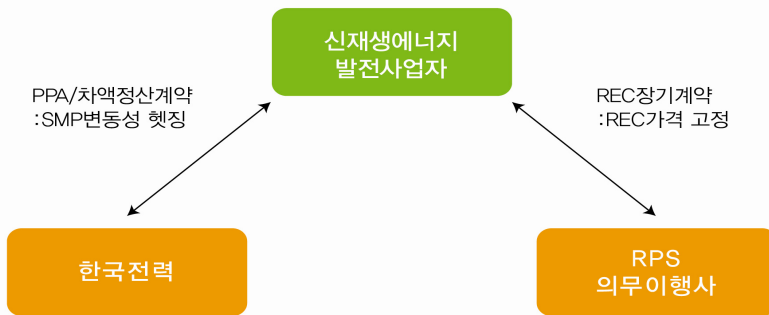 신재생에너지
발전사업자
PPA/차액정산계약
:SMP변동성 헷징
REC장기계약
:REC가격 고정
한국전력
RPS
의무이행사